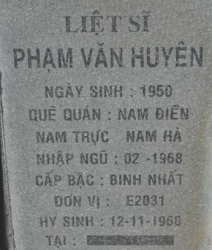 LIỆT SĨ
PHẠM VĂN HUYÊN
NGÀY SINH : 1950
QUÊ QUÁN : NAM ĐIỀN
NAM TRỰC NAM HÀ
NHẬP NGŨ : 02 -1968
CẤP BẬC : BINH NHẤT
ĐƠN VỊ : E2031
HY SINH : 12-11-1968
TẠI :